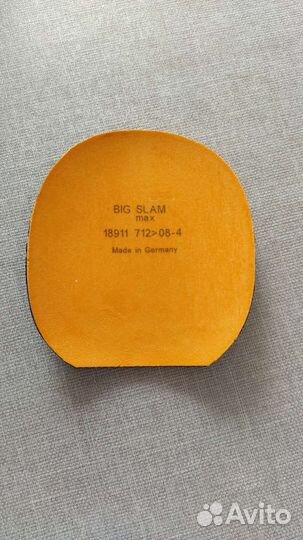 BIG SLAM
max
18911 712>08-4
Made in Germany
Avito